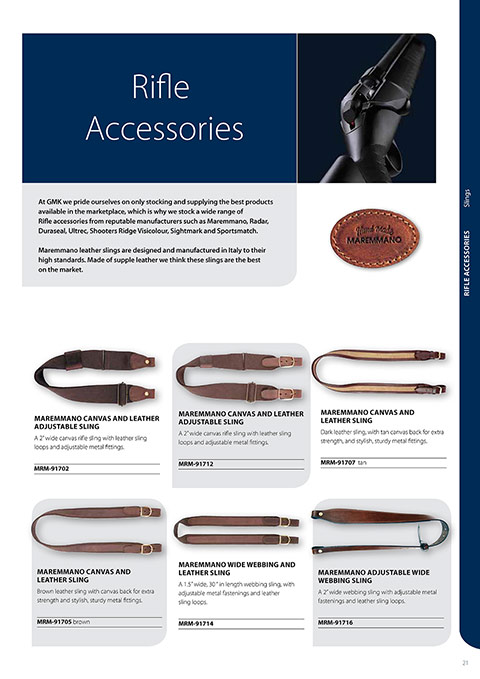 Rifle
Accessories
At GMK we pride ourselves on only stocking and supplying the best products
available in the marketplace, which is why we stock a wide range of
Rifle accessories from reputable manufacturers such as Maremmano, Radar,
Duraseal, Ultrec, Shooters Ridge Visicolour, Sightmark and Sportsmatch.
Maremmano leather slings are designed and manufactured in Italy to their
high standards. Made of supple leather we think these slings are the best
on the market.
Hand Made
MAREMMANO
RIFLE ACCESSORIES Slings
MAREMMANO CANVAS AND LEATHER
ADJUSTABLE SLING
A 2" wide canvas rifle sling with leather sling
loops and adjustable metal fittings.
MRM-91702
MAREMMANO CANVAS AND LEATHER
ADJUSTABLE SLING
A 2" wide canvas rifle sling with leather sling
loops and adjustable metal fittings.
MRM-91712
MAREMMANO CANVAS AND
LEATHER SLING
Dark leather sling, with tan canvas back for extra
strength, and stylish, sturdy metal fittings.
MRM-91707 tan
MAREMMANO CANVAS AND
LEATHER SLING
Brown leather sling with canvas back for extra
strength and stylish, sturty metal fittings.
MRM-91705 brown
MAREMMANO WIDE WEBBING AND
LEATHER SLING
A 1.5" wide, 30" in length webbing sling, with
adjustable metal fastenings and leather
sling loops.
MRM-91714
MAREMMANO ADJUSTABLE WIDE
WEBBING SLING
A 2" wide webbing sling with adjustable metal
fastenings and leather sling loops.
MRM-91716
21